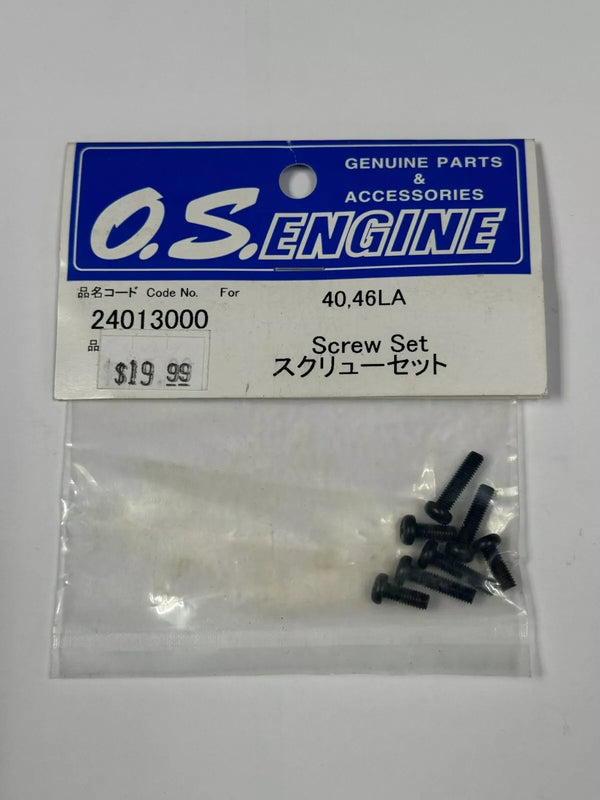 GENUINE PARTS
&
ACCESSORIES
O.S.ENGINE
品名コード Code No. For
40,46LA
24013000
品
Screw Set
スクリューセット
$19.99